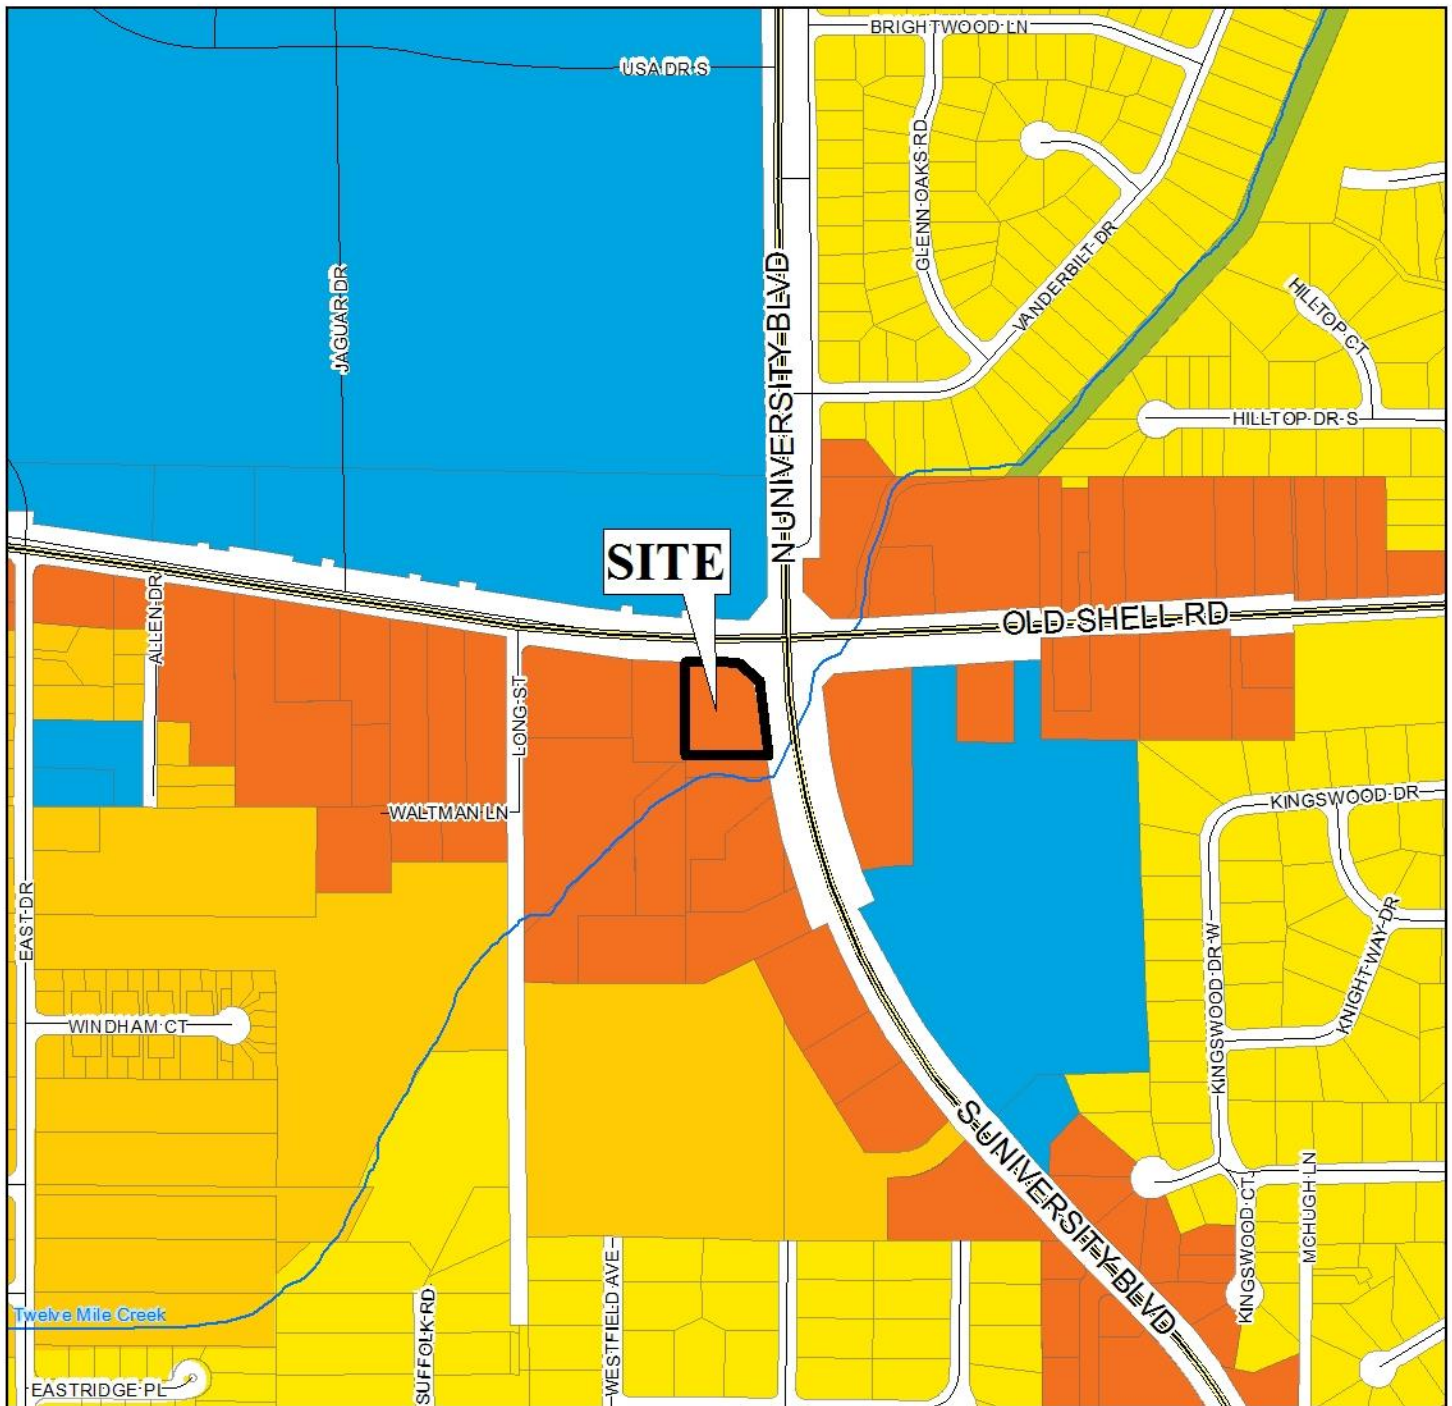 BRIGHTWOOD LN
USA DR S
GLENN OAKS RD
VANDERBILT DR
N UNIVERSITY BLVD
JAGUAR DR
HILLTOP CT
HILLTOP DR S
SITE
OLD SHELL RD
ALLEN DR
LONG ST
WALTMAN LN
KINGSWOOD DR
EAST DR
KINGSWOOD DR W
KNIGHT WAY DR
WINDHAM CT
S UNIVERSITY BLVD
MCHUGH LN
KINGSWOOD CT
WESTFIELD AVE
SUFFOLK RD
Twelve Mile Creek
EASTRIDGE PL